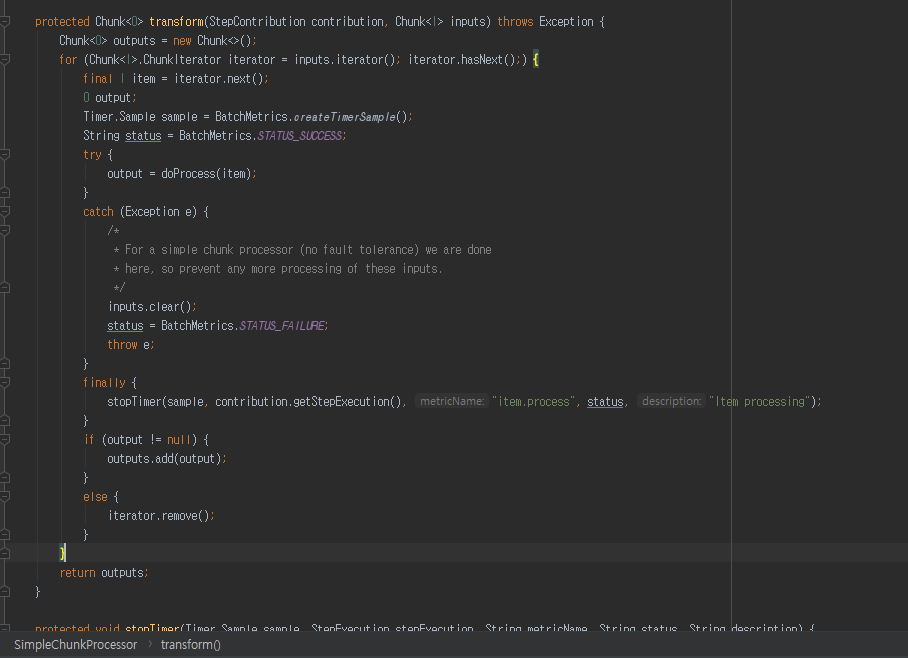 protected Chunk<O> transform(StepContribution contribution, Chunk<I> inputs) throws Exception {
Chunk<O> outputs = new Chunk<>();
for (Chunk<I>.ChunkIterator iterator = inputs.iterator(); iterator.hasNext();) {
final I item = iterator.next();
O output;
Timer.Sample sample = BatchMetrics.createTimerSample();
String status = BatchMetrics.STATUS_SUCCESS;
try {
output = doProcess(item);
}
catch (Exception e) {
/*
* For a simple chunk processor (no fault tolerance) we are done
* here, so prevent any more processing of these inputs.
*/
inputs.clear();
status = BatchMetrics.STATUS_FAILURE;
throw e;
}
finally {
stopTimer(sample, contribution.getStepExecution(), metricName: "item.process", status, description: "Item processing");
}
if (output != null) {
outputs.add(output);
}
else {
iterator.remove();
}
}
return outputs;
}
protected void stopTimer(Timer.Sample sample, StepExecution stepExecution, String metricName, String status, String description) {
SimpleChunkProcessor › transform()